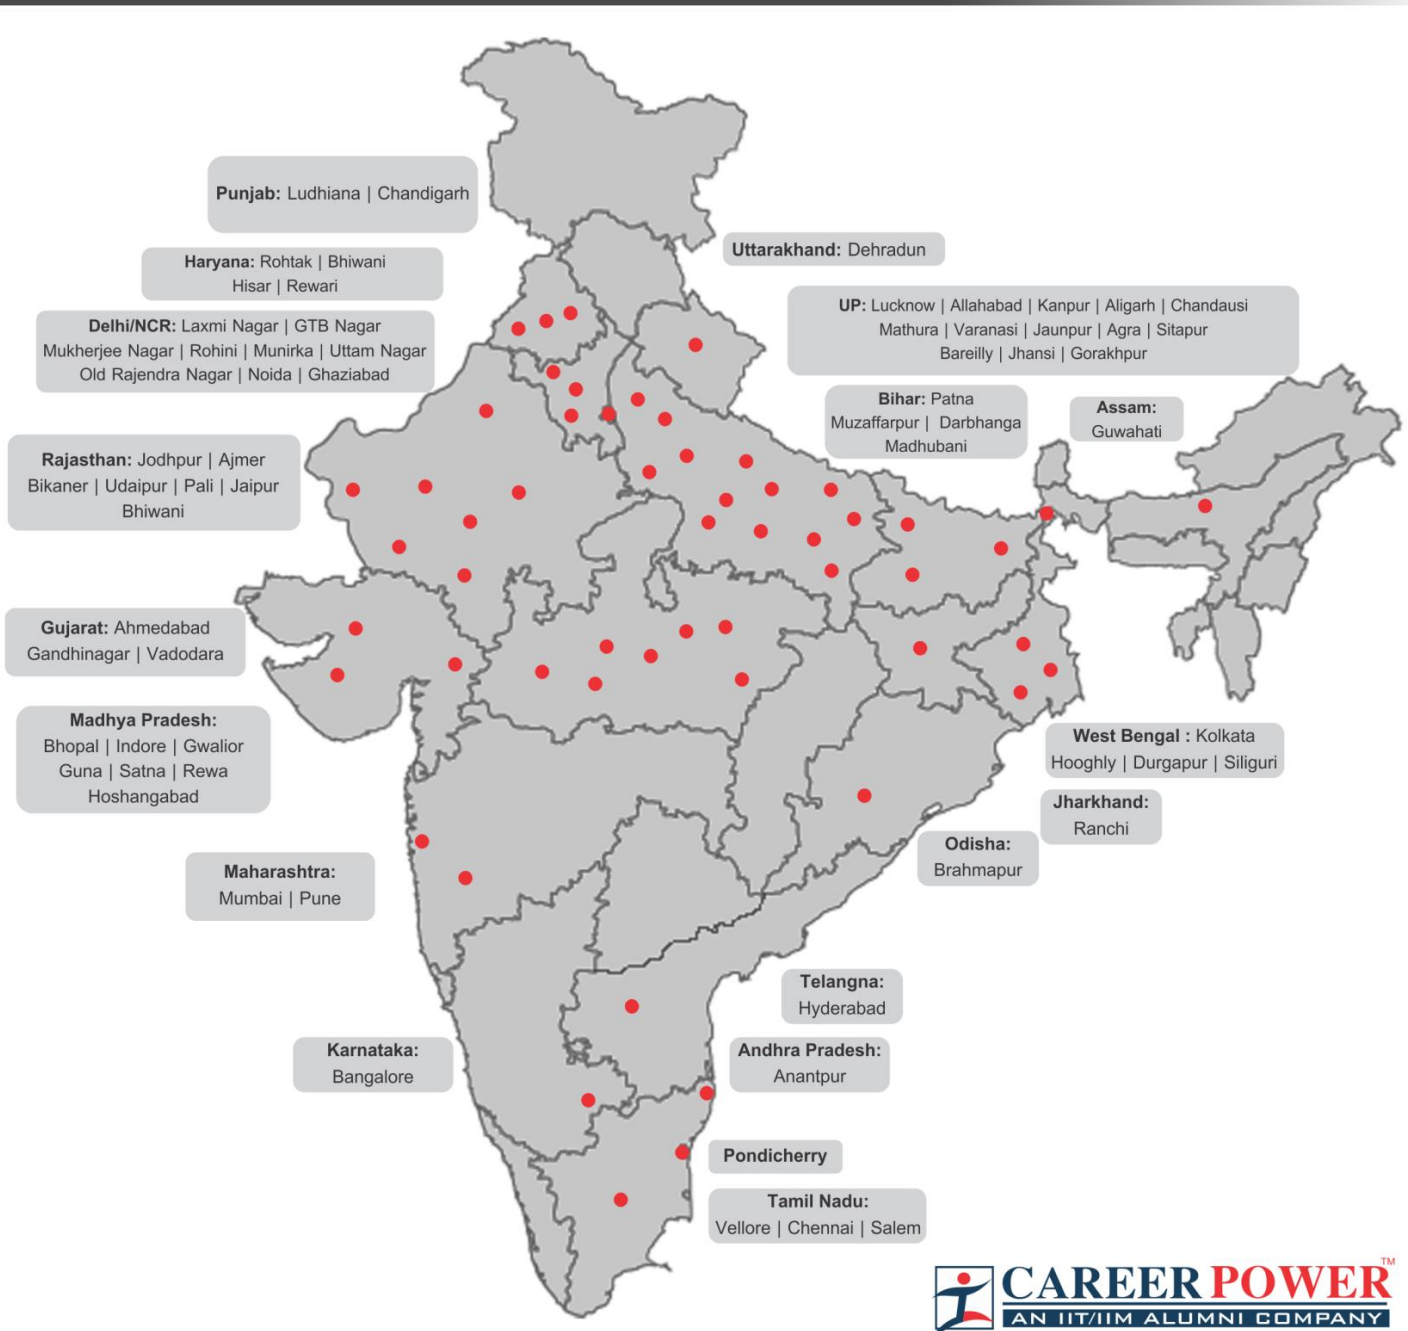 Punjab: Ludhiana | Chandigarh
Uttarakhand: Dehradun
Haryana: Rohtak | Bhiwani
Hisar | Rewari
UP: Lucknow | Allahabad | Kanpur | Aligarh | Chandausi
Mathura | Varanasi | Jaunpur | Agra | Sitapur
Bareilly | Jhansi | Gorakhpur
Delhi/NCR: Laxmi Nagar | GTB Nagar
Mukherjee Nagar | Rohini | Munirka | Uttam Nagar
Old Rajendra Nagar | Noida | Ghaziabad
Bihar: Patna
Muzaffarpur | Darbhanga
Madhubani
Assam:
Guwahati
Rajasthan: Jodhpur | Ajmer
Bikaner | Udaipur | Pali | Jaipur
Bhiwani
Gujarat: Ahmedabad
Gandhinagar | Vadodara
Madhya Pradesh:
Bhopal | Indore | Gwalior
Guna | Satna | Rewa
Hoshangabad
West Bengal : Kolkata
Hooghly | Durgapur | Siliguri
Jharkhand:
Ranchi
Odisha:
Brahmapur
Maharashtra:
Mumbai | Pune
Telangna:
Hyderabad
Karnataka:
Bangalore
Andhra Pradesh:
Anantpur
Pondicherry
Tamil Nadu:
Vellore | Chennai | Salem
CAREER POWER™
AN IIT/IIM ALUMNI COMPANY